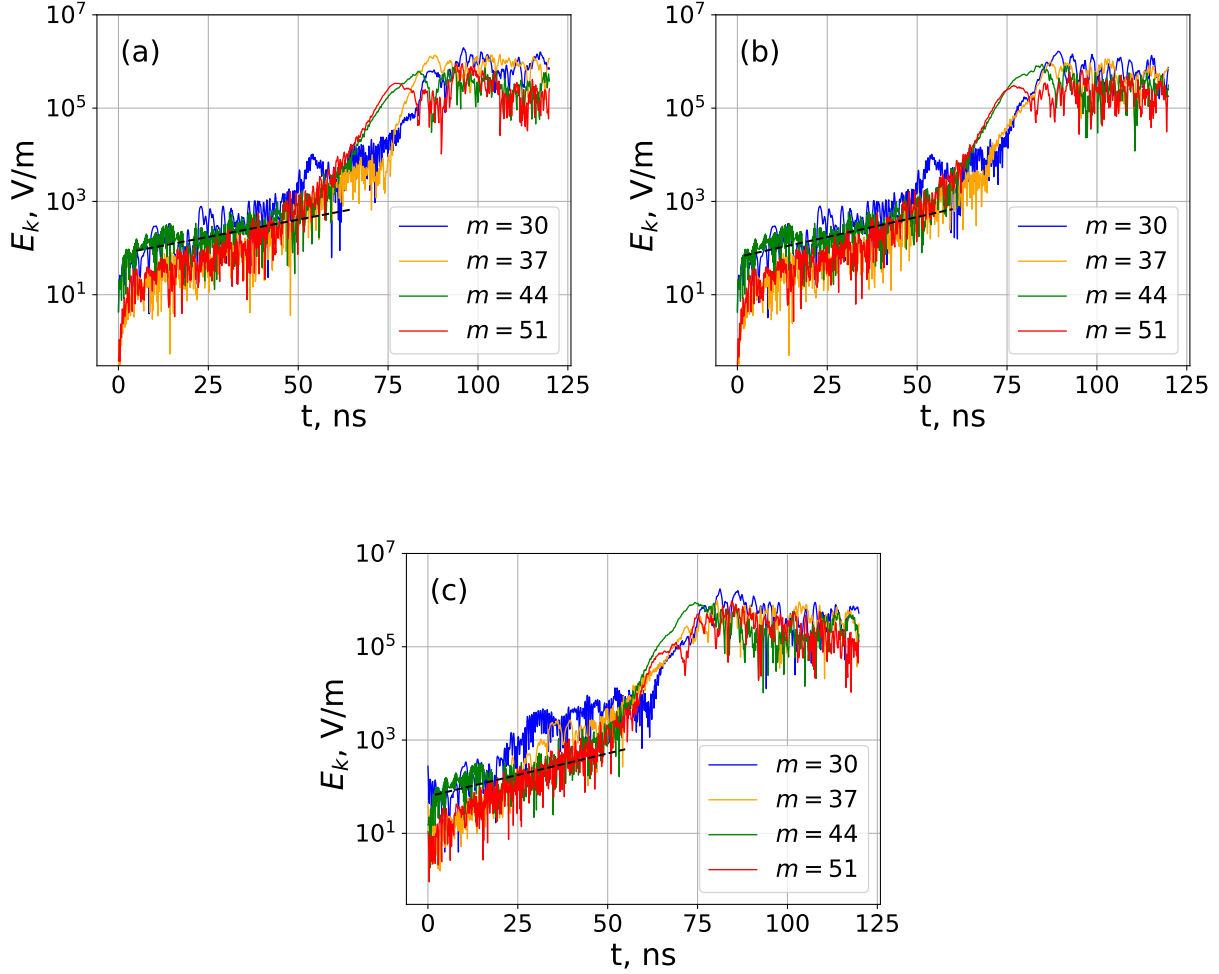 (a)
10^7
10^5
10^3
10^1
E_k, V/m
m = 30
m = 37
m = 44
m = 51
0 25 50 75 100 125
t, ns
(b)
10^7
10^5
10^3
10^1
E_k, V/m
m = 30
m = 37
m = 44
m = 51
0 25 50 75 100 125
t, ns
(c)
10^7
10^5
10^3
10^1
E_k, V/m
m = 30
m = 37
m = 44
m = 51
0 25 50 75 100 125
t, ns